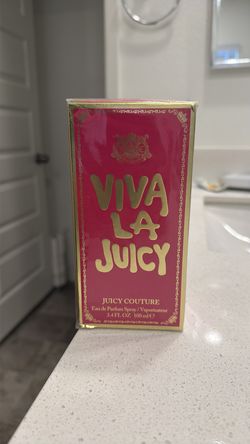 VIVA
LA
JUICY
JUICY COUTURE
Eau de Parfum Spray / Vaporisateur
3.4 FL OZ 100 ml ℮